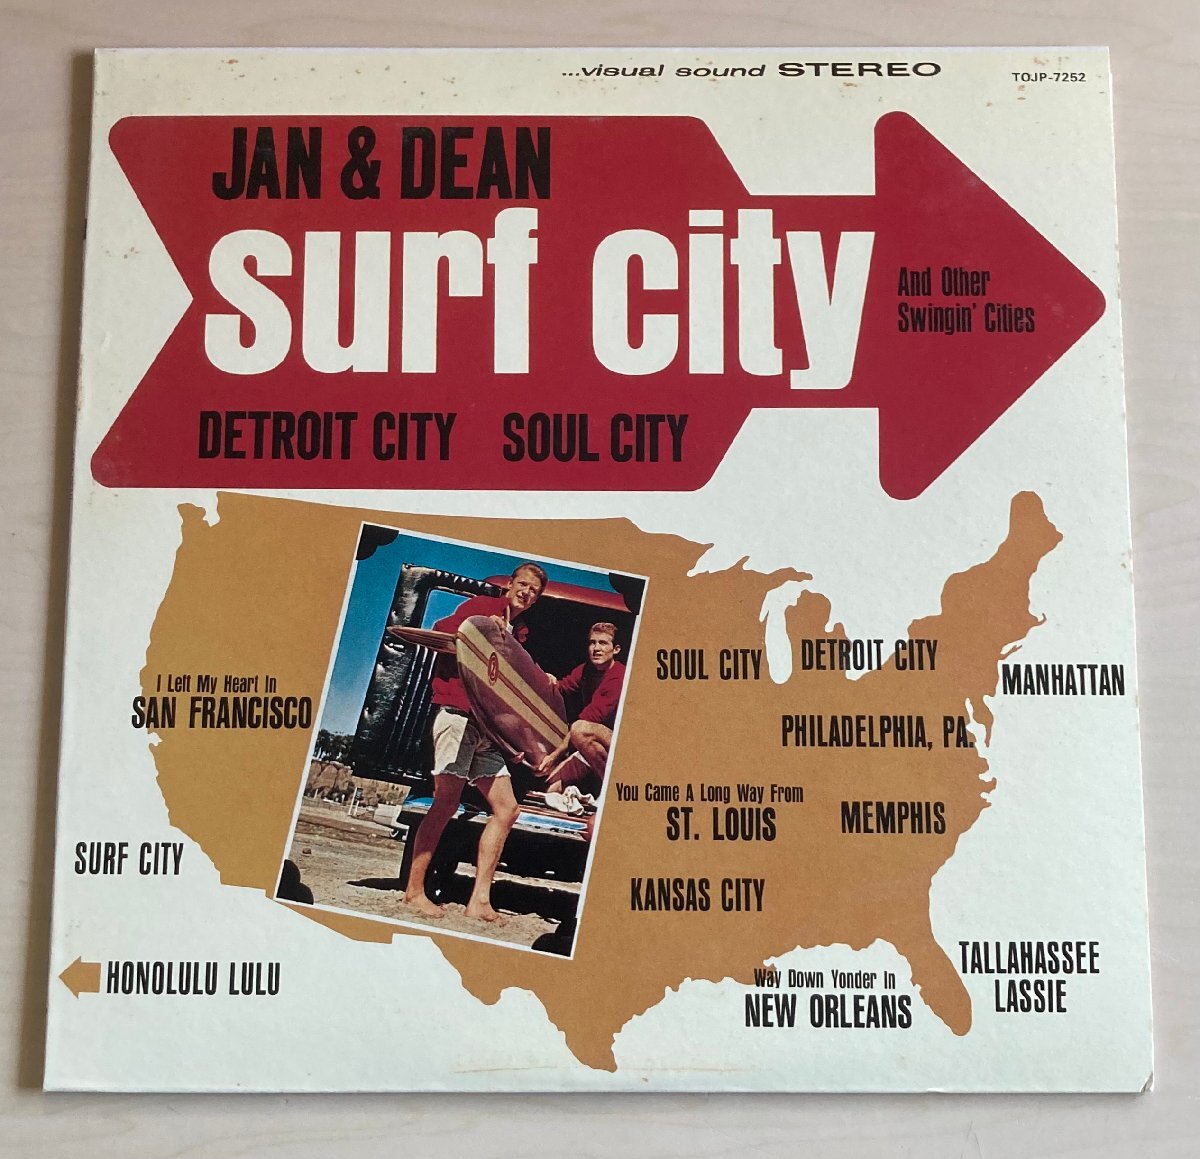 ...visual sound STEREO
TOJP-7252
JAN & DEAN
surf city
And Other
Swingin' Cities
DETROIT CITY SOUL CITY
I Left My Heart In
SAN FRANCISCO
SOUL CITY
DETROIT CITY
MANHATTAN
PHILADELPHIA, PA.
You Came A Long Way From
ST. LOUIS
MEMPHIS
SURF CITY
KANSAS CITY
HONOLULU LULU
Way Down Yonder In
NEW ORLEANS
TALLAHASSEE
LASSIE